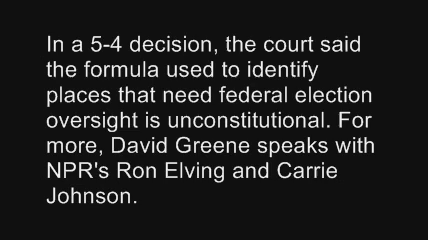 In a 5-4 decision, the court said
the formula used to identify
places that need federal election
oversight is unconstitutional. For
more, David Greene speaks with
NPR's Ron Elving and Carrie
Johnson.